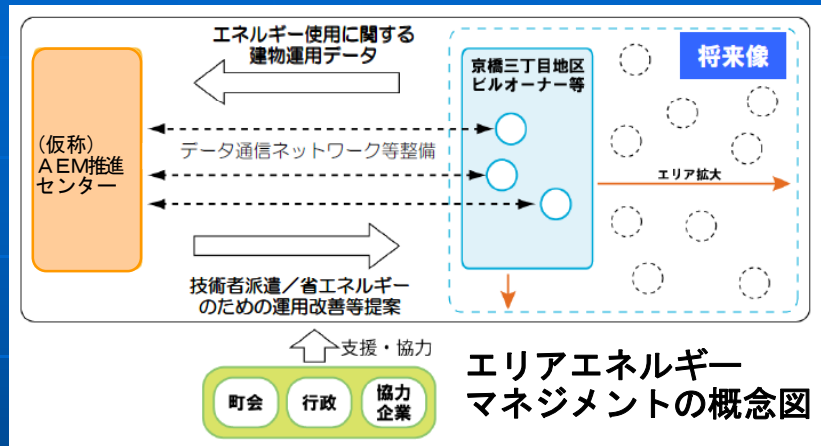 エネルギー使用に関する
建物運用データ
京橋三丁目地区
ビルオーナー等
将来像
(仮称)
AEM推進
センター
データ通信ネットワーク等整備
エリア拡大
技術者派遣／省エネルギー
のための運用改善等提案
支援・協力
町会
行政
協力
企業
エリアエネルギー
マネジメントの概念図